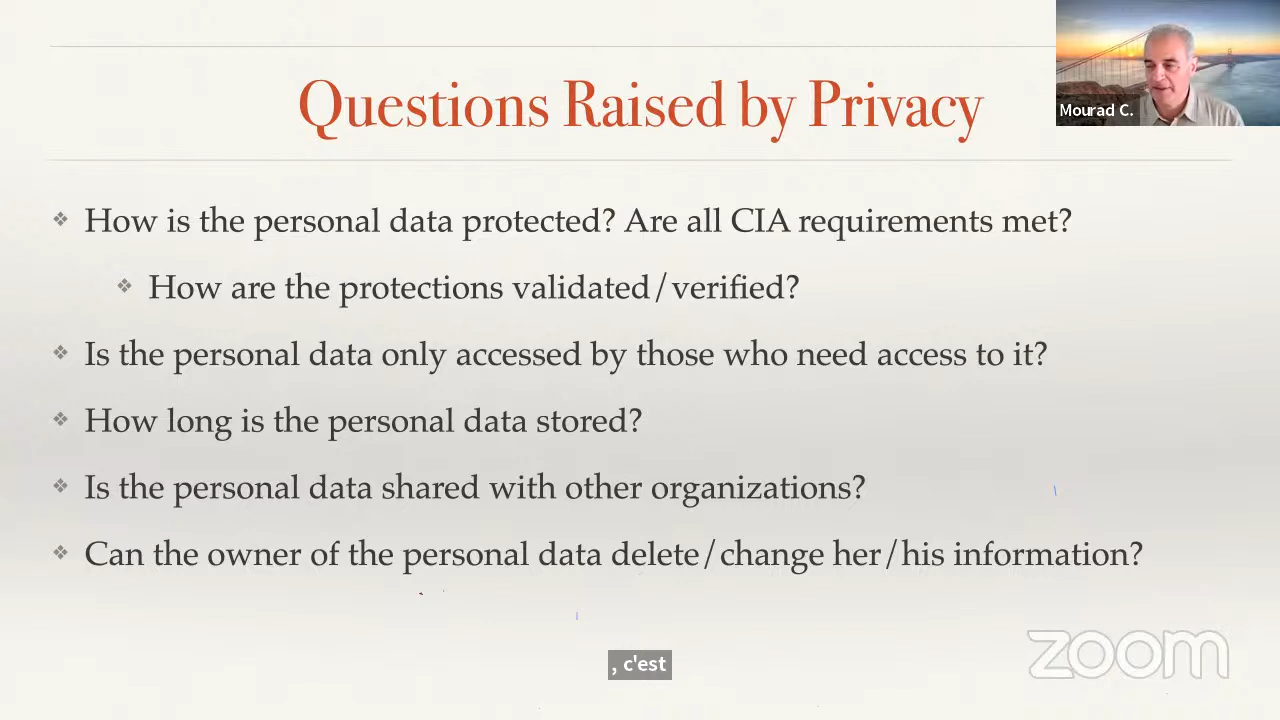 Questions Raised by Privacy
Mourad C.
How is the personal data protected? Are all CIA requirements met?
How are the protections validated/verified?
Is the personal data only accessed by those who need access to it?
How long is the personal data stored?
Is the personal data shared with other organizations?
Can the owner of the personal data delete/change her/his information?
zoom
, c'est